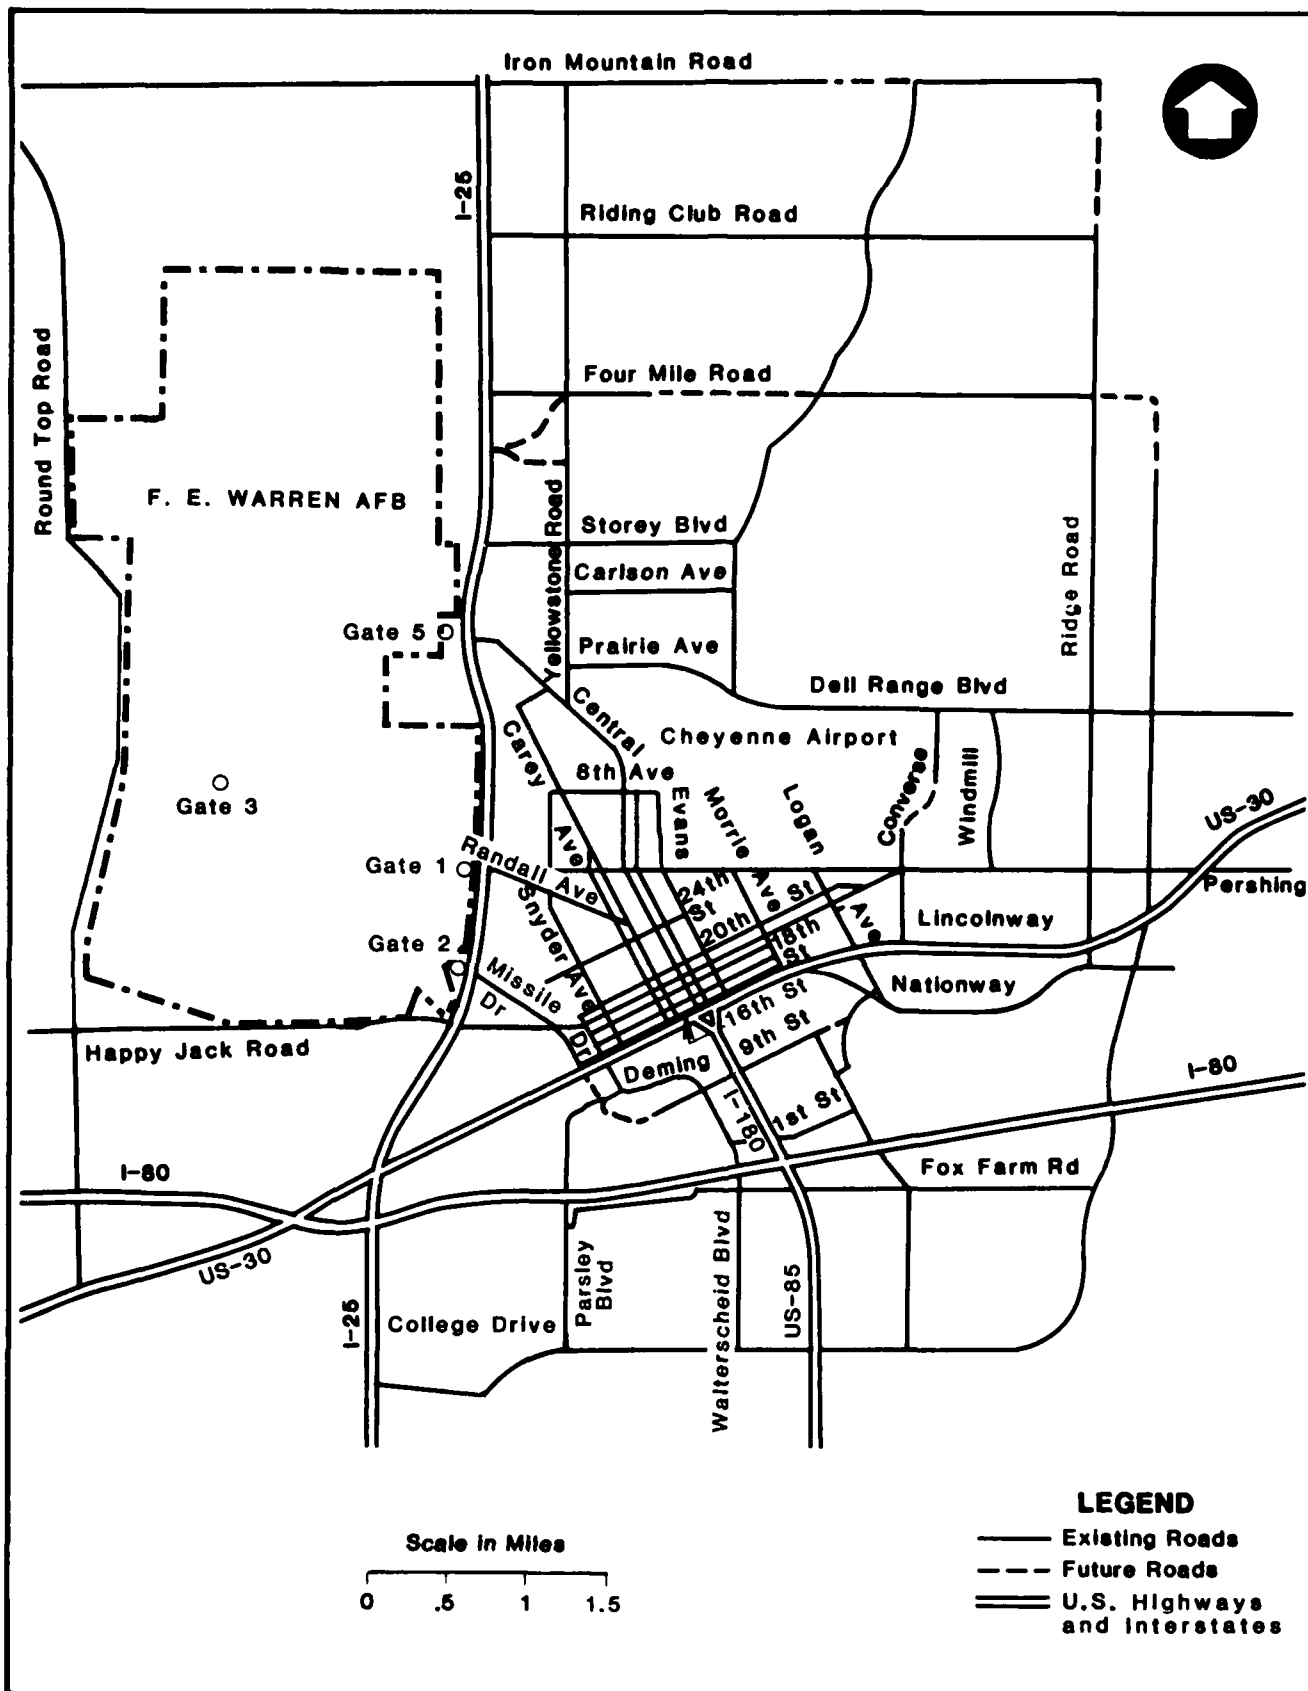 Iron Mountain Road
I-25
Riding Club Road
Round Top Road
Four Mile Road
F. E. WARREN AFB
Yellowstone Road
Storey Blvd
Carlson Ave
Ridge Road
Gate 5
Prairie Ave
Dell Range Blvd
Central
Carey
Ave
Cheyenne Airport
8th Ave
Evans
Morrie
Ave
Logan
Ave
Converse
Windmill
US-30
Gate 3
Gate 1
Randall Ave
Pershing
24th
St
20th
St
18th
St
Lincolnway
Snyder Ave
Gate 2
Missile
Dr
Dr
Nationway
16th St
9th St
Happy Jack Road
Deming
I-180
1st St
I-80
I-80
Fox Farm Rd
US-30
Parsley
Blvd
Walterscheid Blvd
US-85
I-25
College Drive
LEGEND
Existing Roads
Future Roads
U.S. Highways
and Interstates
Scale in Miles
0 .5 1 1.5